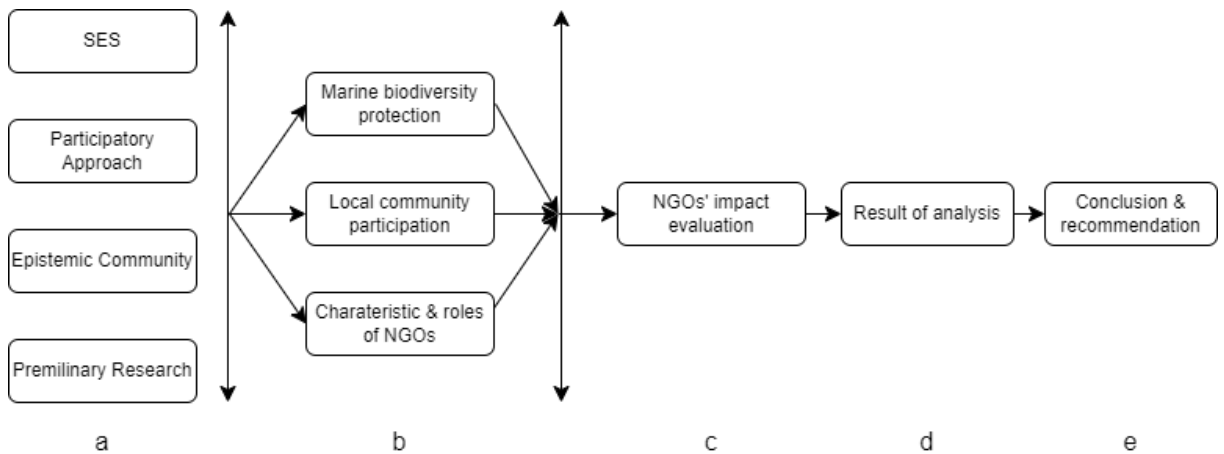 SES
Participatory
Approach
Epistemic Community
Premilinary Research
a
Marine biodiversity
protection
Local community
participation
Charateristic & roles
of NGOs
b
NGOs' impact
evaluation
c
Result of analysis
d
Conclusion &
recommendation
e